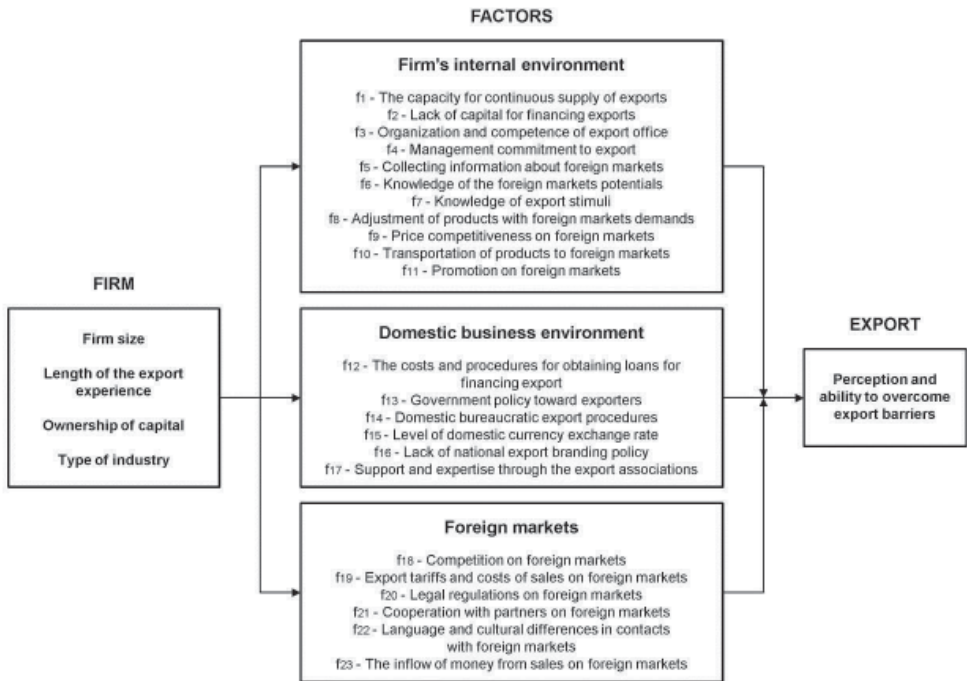 FACTORS
Firm's internal environment
f1 - The capacity for continuous supply of exports
f2 - Lack of capital for financing exports
f3 - Organization and competence of export office
f4 - Management commitment to export
f5 - Collecting information about foreign markets
f6 - Knowledge of the foreign markets potentials
f7 - Knowledge of export stimuli
f8 - Adjustment of products with foreign markets demands
f9 - Price competitiveness on foreign markets
f10 - Transportation of products to foreign markets
f11 - Promotion on foreign markets
FIRM
Firm size
Length of the export
experience
Ownership of capital
Type of industry
Domestic business environment
f12 - The costs and procedures for obtaining loans for
financing export
f13 - Government policy toward exporters
f14 - Domestic bureaucratic export procedures
f15 - Level of domestic currency exchange rate
f16 - Lack of national export branding policy
f17 - Support and expertise through the export associations
EXPORT
Perception and
ability to overcome
export barriers
Foreign markets
f18 - Competition on foreign markets
f19 - Export tariffs and costs of sales on foreign markets
f20 - Legal regulations on foreign markets
f21 - Cooperation with partners on foreign markets
f22 - Language and cultural differences in contacts
with foreign markets
f23 - The inflow of money from sales on foreign markets